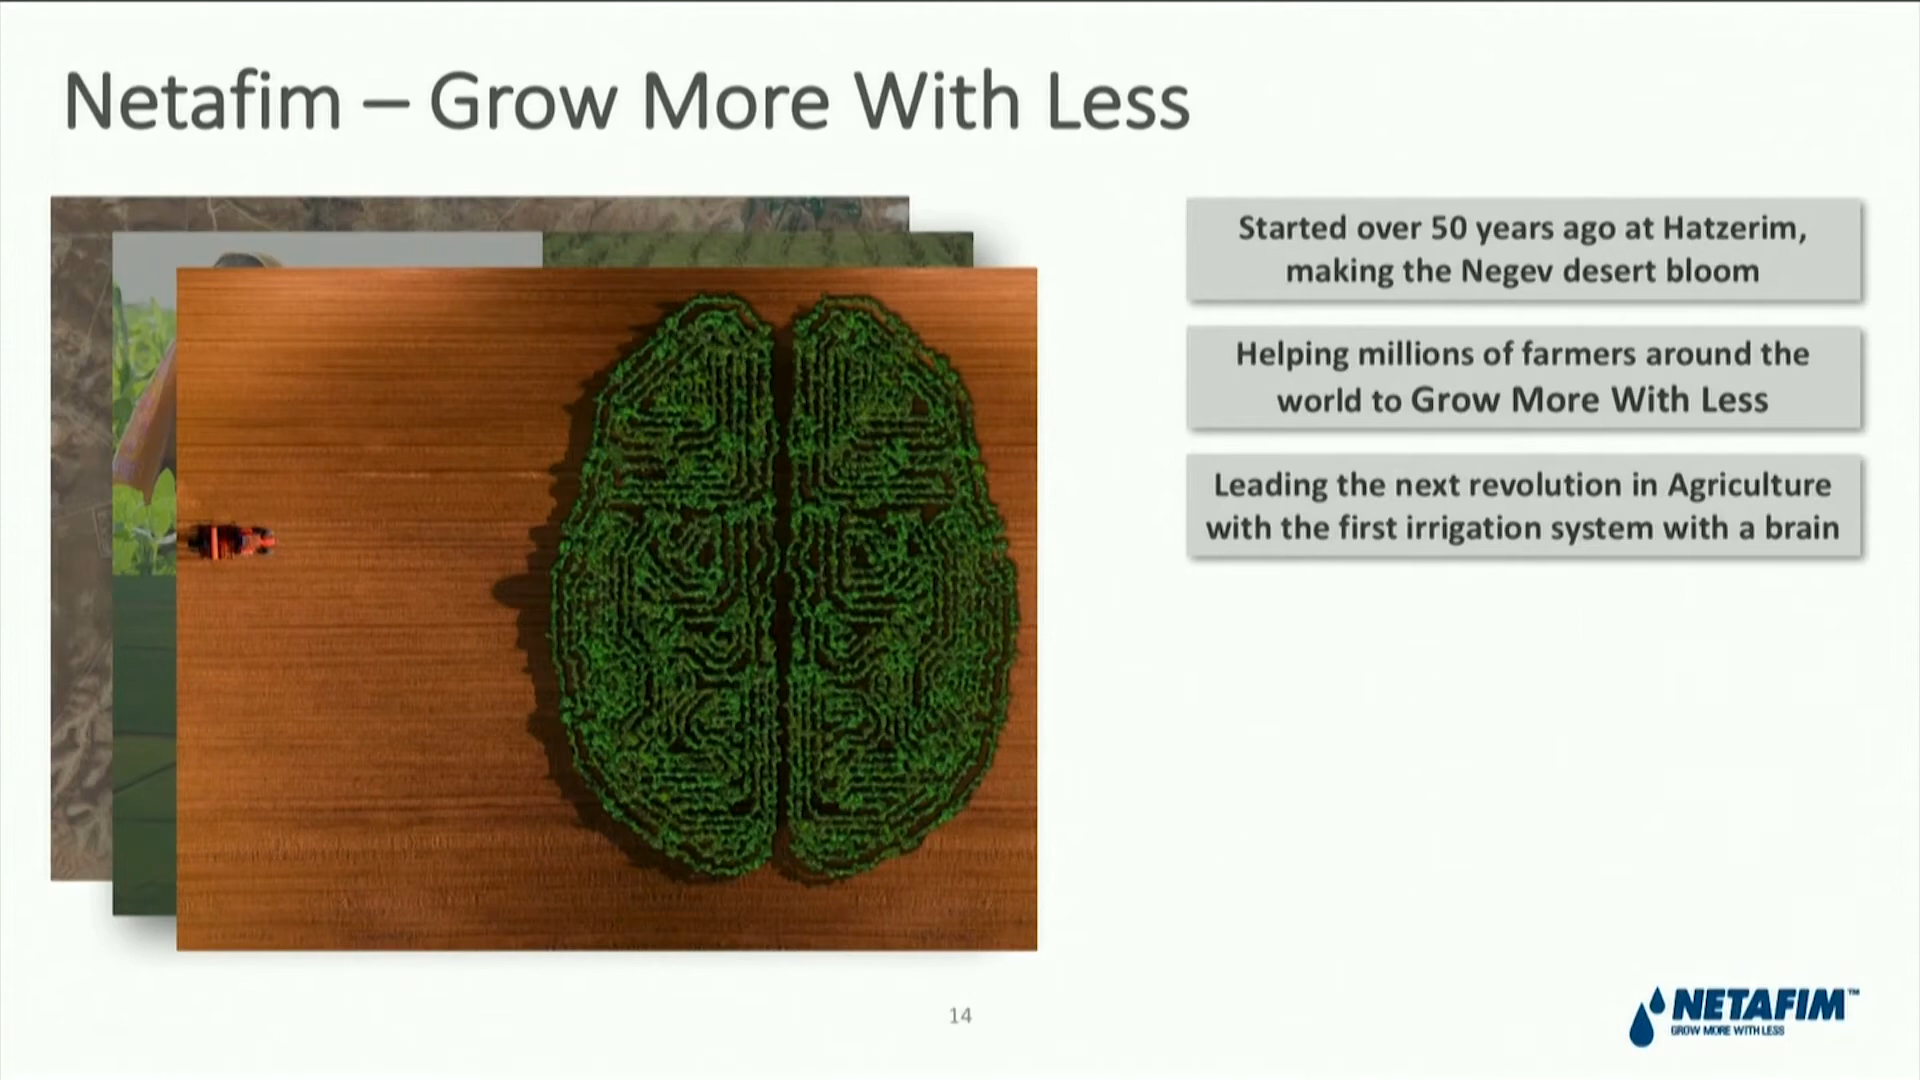 Netafim – Grow More With Less
Started over 50 years ago at Hatzerim,
making the Negev desert bloom
Helping millions of farmers around the
world to Grow More With Less
Leading the next revolution in Agriculture
with the first irrigation system with a brain
14
NETAFIM™
GROW MORE WITH LESS